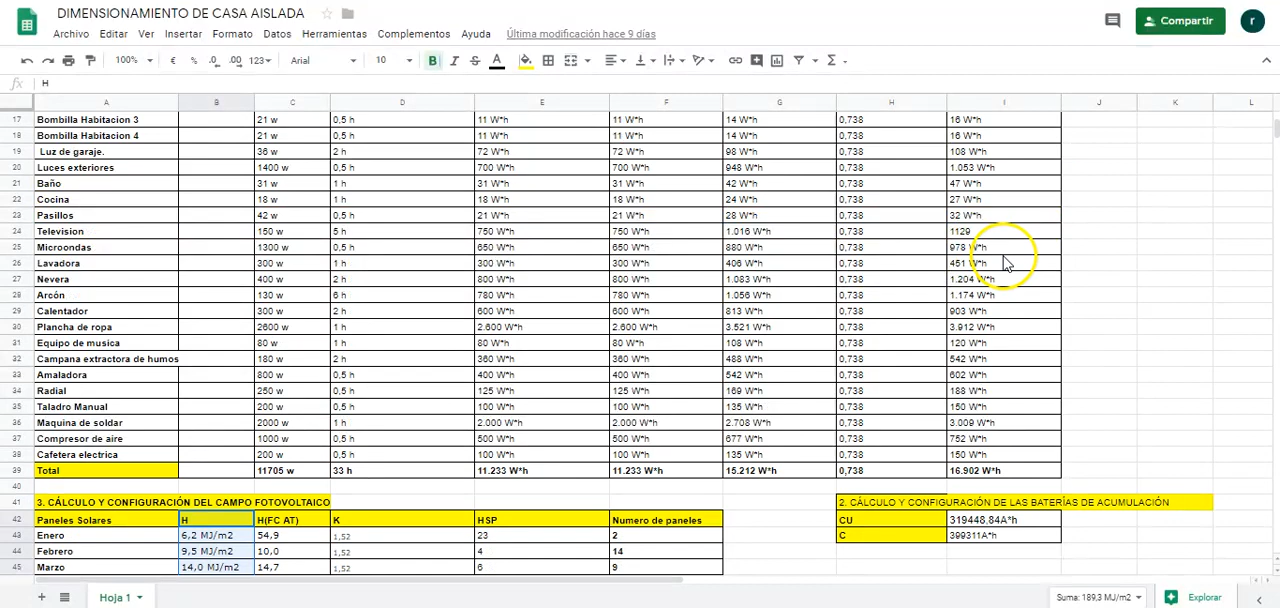 DIMENSIONAMIENTO DE CASA AISLADA
Compartir
r
Archivo Editar Ver Insertar Formato Datos Herramientas Complementos Ayuda Última modificación hace 9 días
100% € % .0 .00 123 Arial 10 B I S A
fx H
A B C D E F G H I J K L
17 Bombilla Habitacion 3 21 w 0,5 h 11 W*h 11 W*h 14 W*h 0,738 16 W*h
18 Bombilla Habitacion 4 21 w 0,5 h 11 W*h 11 W*h 14 W*h 0,738 16 W*h
19 Luz de garaje. 36 w 2 h 72 W*h 72 W*h 98 W*h 0,738 108 W*h
20 Luces exteriores 1400 w 0,5 h 700 W*h 700 W*h 948 W*h 0,738 1.053 W*h
21 Baño 31 w 1 h 31 W*h 31 W*h 42 W*h 0,738 47 W*h
22 Cocina 18 w 1 h 18 W*h 18 W*h 24 W*h 0,738 27 W*h
23 Pasillos 42 w 0,5 h 21 W*h 21 W*h 28 W*h 0,738 32 W*h
24 Television 150 w 5 h 750 W*h 750 W*h 1.016 W*h 0,738 1129
25 Microondas 1300 w 0,5 h 650 W*h 650 W*h 880 W*h 0,738 978 W*h
26 Lavadora 300 w 1 h 300 W*h 300 W*h 406 W*h 0,738 451 W*h
27 Nevera 400 w 2 h 800 W*h 800 W*h 1.083 W*h 0,738 1.204 W*h
28 Arcón 130 w 6 h 780 W*h 780 W*h 1.056 W*h 0,738 1.174 W*h
29 Calentador 300 w 2 h 600 W*h 600 W*h 813 W*h 0,738 903 W*h
30 Plancha de ropa 2600 w 1 h 2.600 W*h 2.600 W*h 3.521 W*h 0,738 3.912 W*h
31 Equipo de musica 80 w 1 h 80 W*h 80 W*h 108 W*h 0,738 120 W*h
32 Campana extractora de humos 180 w 2 h 360 W*h 360 W*h 488 W*h 0,738 542 W*h
33 Amaladora 800 w 0,5 h 400 W*h 400 W*h 542 W*h 0,738 602 W*h
34 Radial 250 w 0,5 h 125 W*h 125 W*h 169 W*h 0,738 188 W*h
35 Taladro Manual 200 w 0,5 h 100 W*h 100 W*h 135 W*h 0,738 150 W*h
36 Maquina de soldar 2000 w 1 h 2.000 W*h 2.000 W*h 2.708 W*h 0,738 3.009 W*h
37 Compresor de aire 1000 w 0,5 h 500 W*h 500 W*h 677 W*h 0,738 752 W*h
38 Cafetera electrica 200 w 0,5 h 100 W*h 100 W*h 135 W*h 0,738 150 W*h
39 Total 11705 w 33 h 11.233 W*h 11.233 W*h 15.212 W*h 0,738 16.902 W*h
40
41 3. CÁLCULO Y CONFIGURACIÓN DEL CAMPO FOTOVOLTAICO 2. CÁLCULO Y CONFIGURACIÓN DE LAS BATERÍAS DE ACUMULACIÓN
42 Paneles Solares H H(FC AT) K HSP Numero de paneles CU 319448.84A*h
43 Enero 6,2 MJ/m2 54,9 1,52 23 2 C 399311A*h
44 Febrero 9,5 MJ/m2 10,0 1,52 4 14
45 Marzo 14,0 MJ/m2 14,7 1,52 6 9
Hoja 1 Suma: 189,3 MJ/m2 Explorar